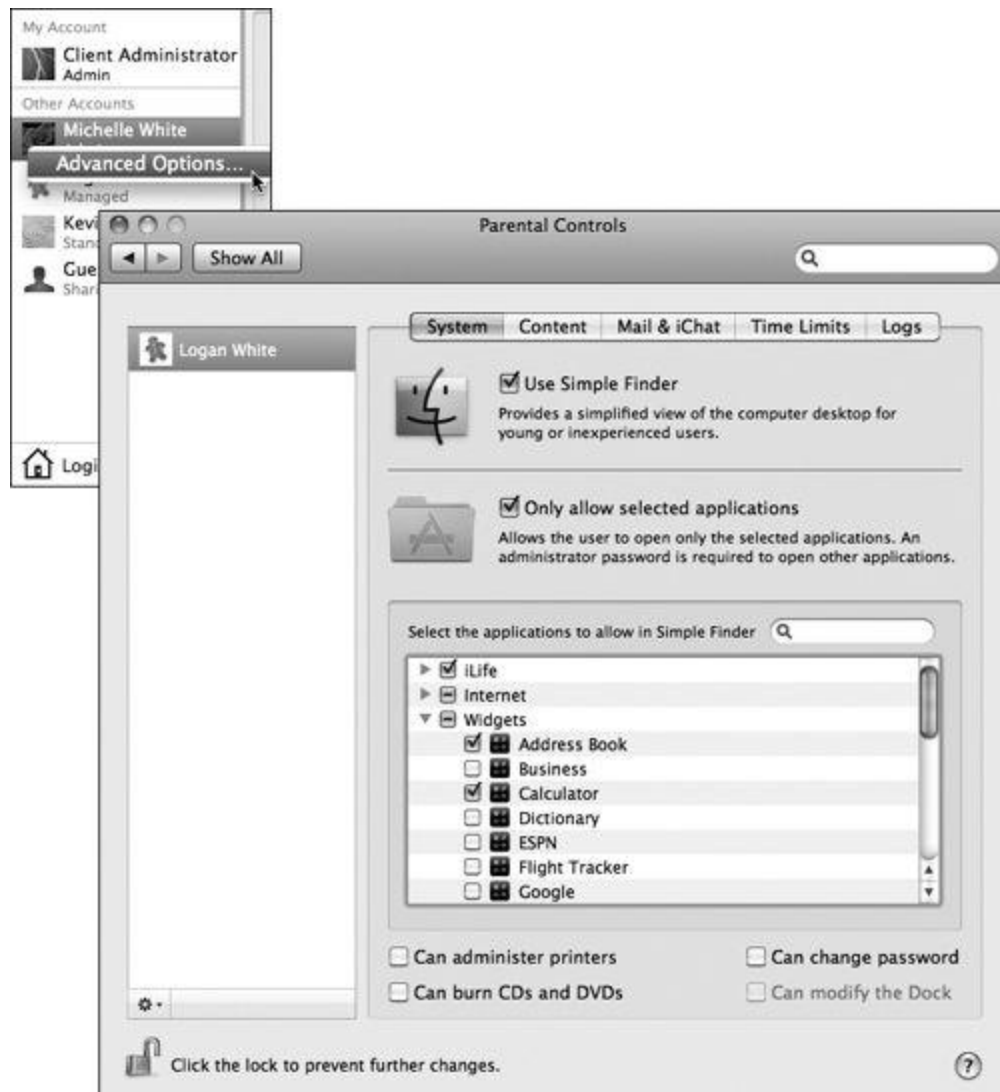 My Account
Client Administrator
Admin
Other Accounts
Michelle White
Advanced Options...
Managed
Kevi
Stan
Gue
Shari
Logi
Parental Controls
Show All
Logan White
System Content Mail & iChat Time Limits Logs
Use Simple Finder
Provides a simplified view of the computer desktop for
young or inexperienced users.
Only allow selected applications
Allows the user to open only the selected applications. An
administrator password is required to open other applications.
Select the applications to allow in Simple Finder
iLife
Internet
Widgets
Address Book
Business
Calculator
Dictionary
ESPN
Flight Tracker
Google
Can administer printers
Can change password
Can burn CDs and DVDs
Can modify the Dock
Click the lock to prevent further changes.
?